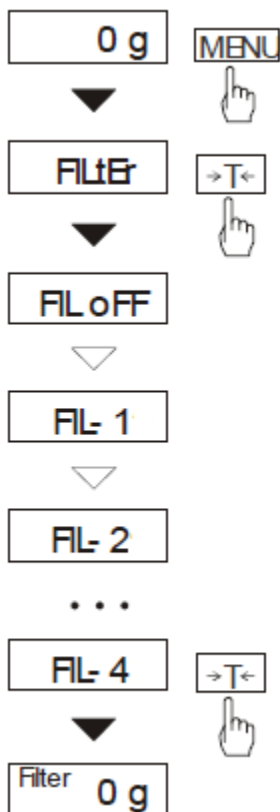 0 g MENU
FILtEr →T←
FIL oFF
FIL- 1
FIL- 2
• • •
FIL- 4 →T←
Filter 0 g